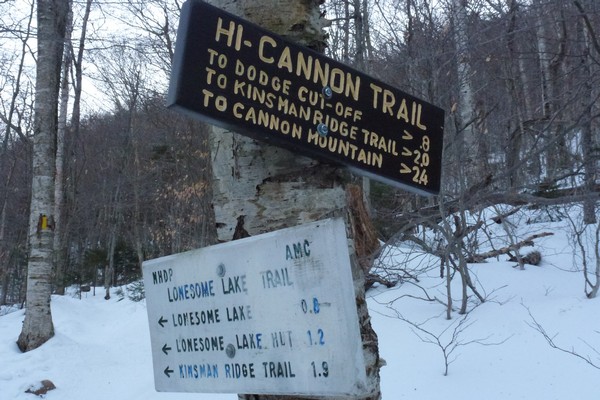 HI-CANNON TRAIL
TO DODGE CUT-OFF > .8
TO KINSMAN RIDGE TRAIL > 2.0
TO CANNON MOUNTAIN > 2.4
NHDP AMC
LONESOME LAKE TRAIL
← LONESOME LAKE 0.8
← LONESOME LAKE HUT 1.2
← KINSMAN RIDGE TRAIL 1.9